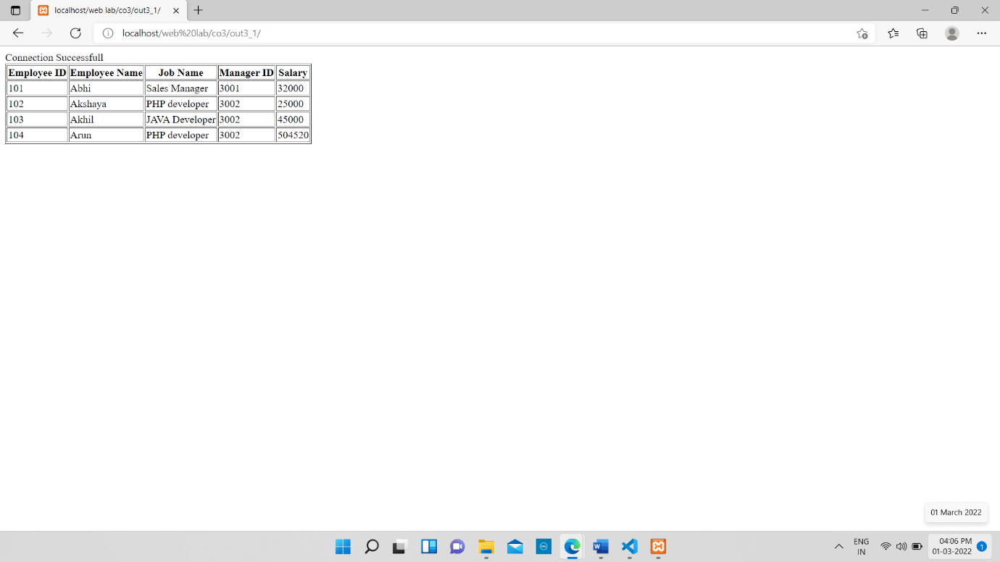 localhost/web lab/co3/out3_1/
localhost/web%20lab/co3/out3_1/
Connection Successfull
Employee ID Employee Name Job Name Manager ID Salary
101 Abhi Sales Manager 3001 32000
102 Akshaya PHP developer 3002 25000
103 Akhil JAVA Developer 3002 45000
104 Arun PHP developer 3002 504520
01 March 2022
ENG 04:06 PM
IN 01-03-2022 1